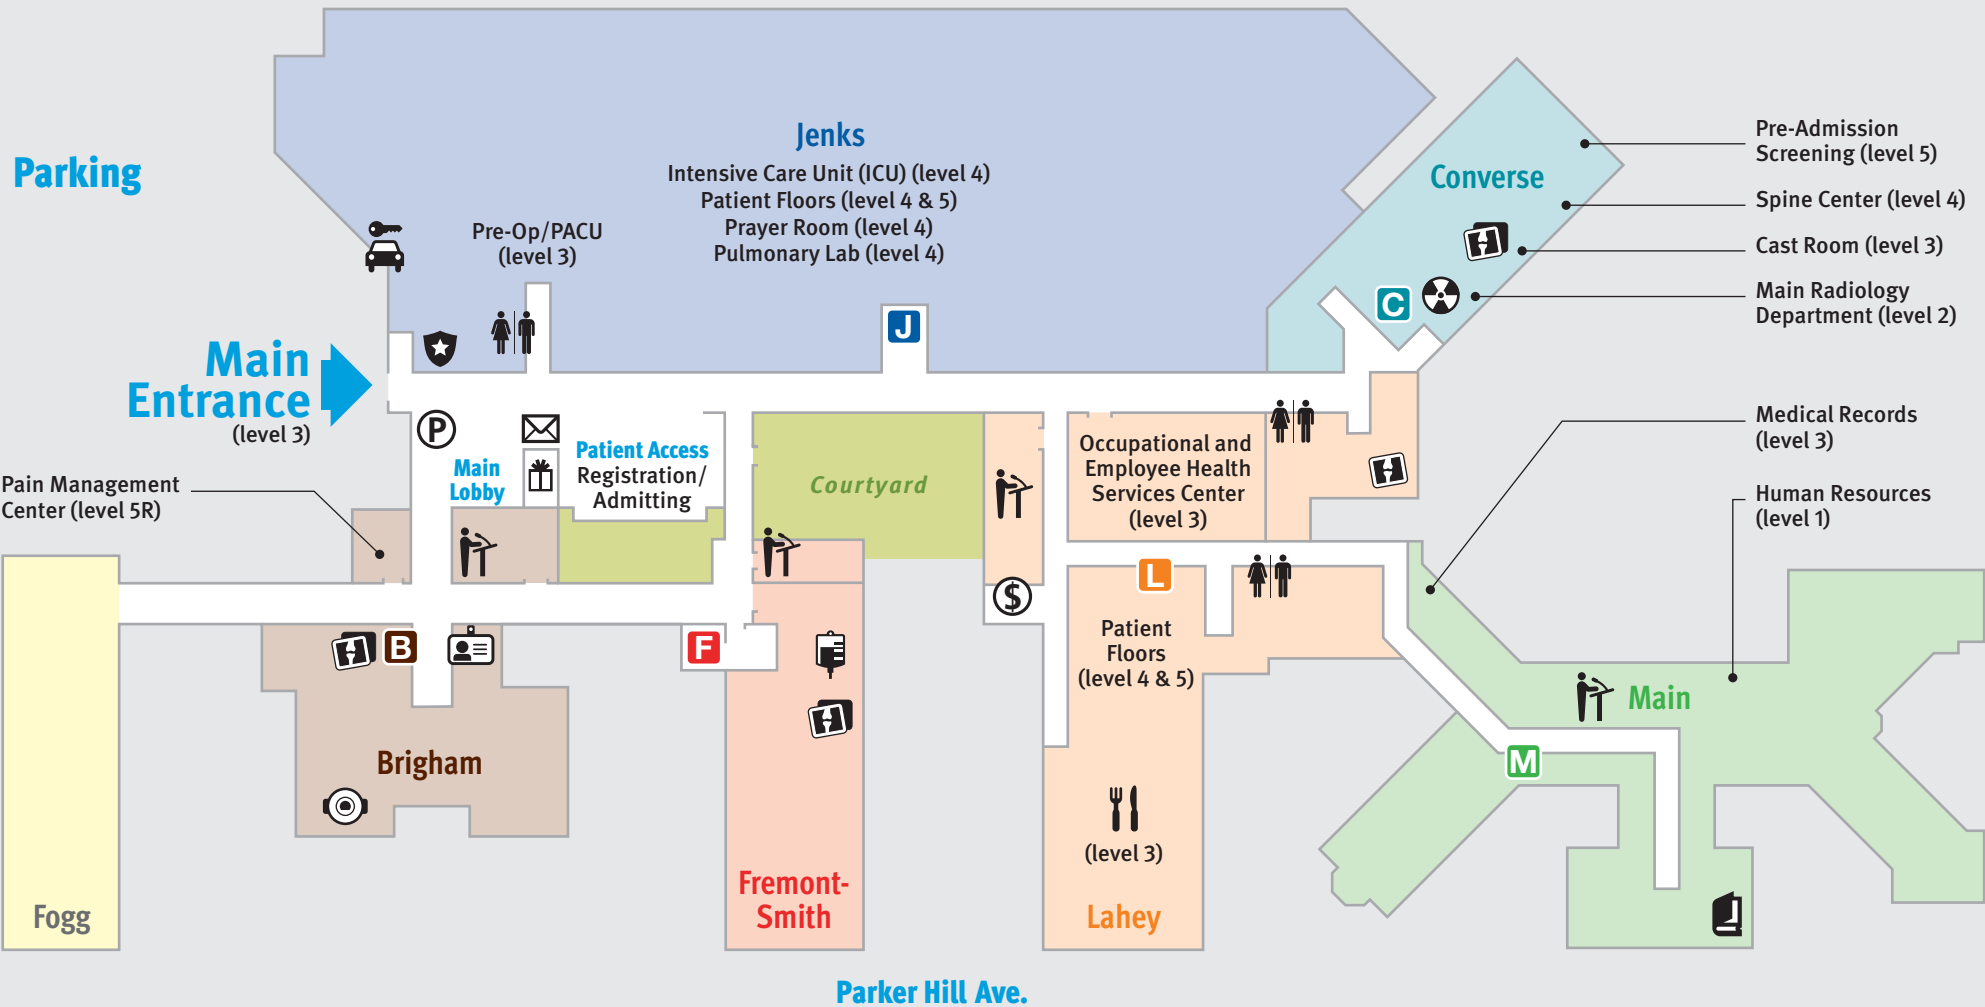 Parking
Jenks
Intensive Care Unit (ICU) (level 4)
Patient Floors (level 4 & 5)
Prayer Room (level 4)
Pulmonary Lab (level 4)
Pre-Op/PACU
(level 3)
J
Converse
C
Pre-Admission
Screening (level 5)
Spine Center (level 4)
Cast Room (level 3)
Main Radiology
Department (level 2)
Main
Entrance
(level 3)
P
Main
Lobby
Patient Access
Registration/
Admitting
Courtyard
Occupational and
Employee Health
Services Center
(level 3)
Medical Records
(level 3)
Human Resources
(level 1)
Pain Management
Center (level 5R)
$
L
Patient
Floors
(level 4 & 5)
B
F
Main
M
Brigham
(level 3)
Fogg
Fremont-
Smith
Lahey
Parker Hill Ave.